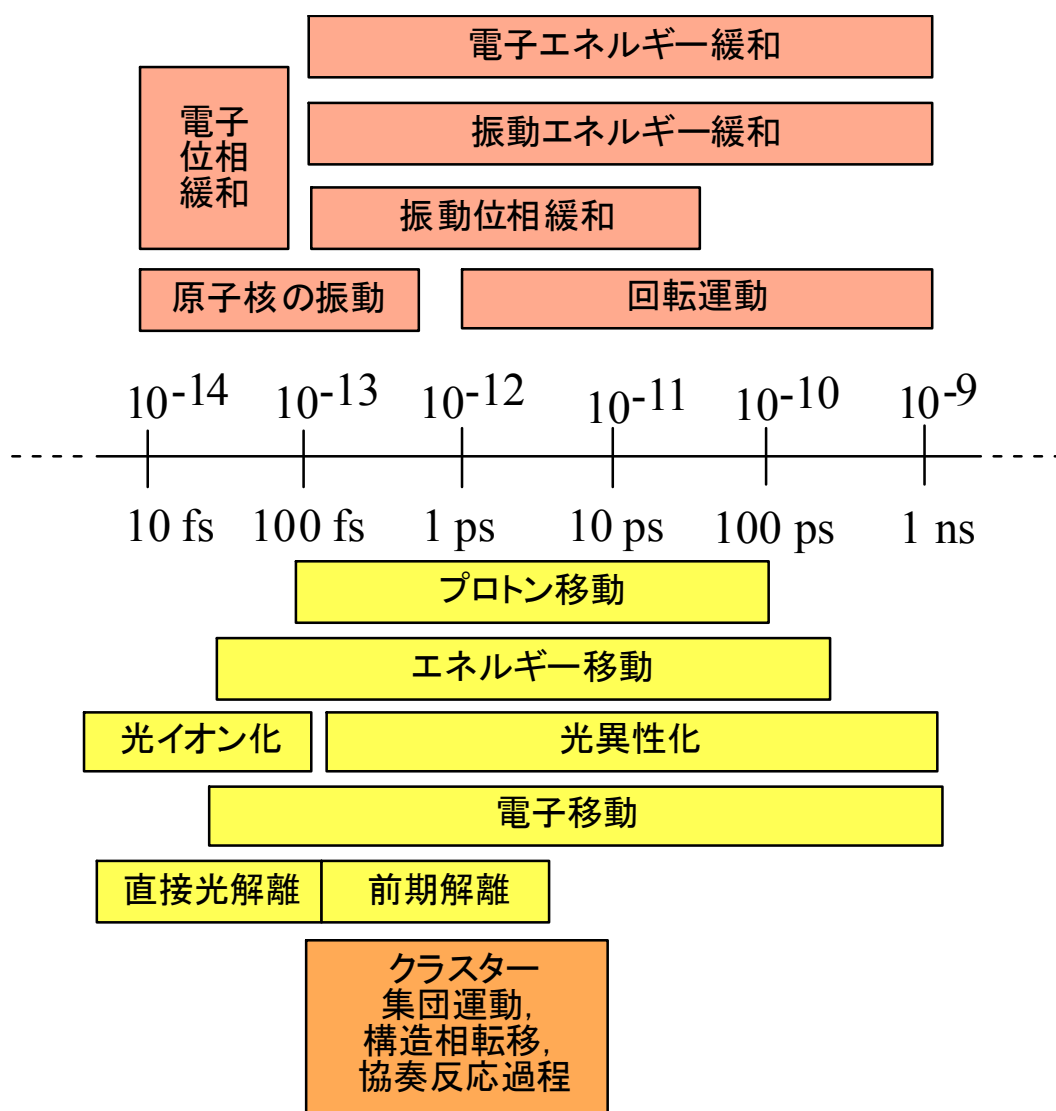 電子エネルギー緩和
電子
位相
緩和
振動エネルギー緩和
振動位相緩和
原子核の振動
回転運動
10-14 10-13 10-12 10-11 10-10 10-9
10 fs 100 fs 1 ps 10 ps 100 ps 1 ns
プロトン移動
エネルギー移動
光イオン化
光異性化
電子移動
直接光解離
前期解離
クラスター
集団運動,
構造相転移,
協奏反応過程